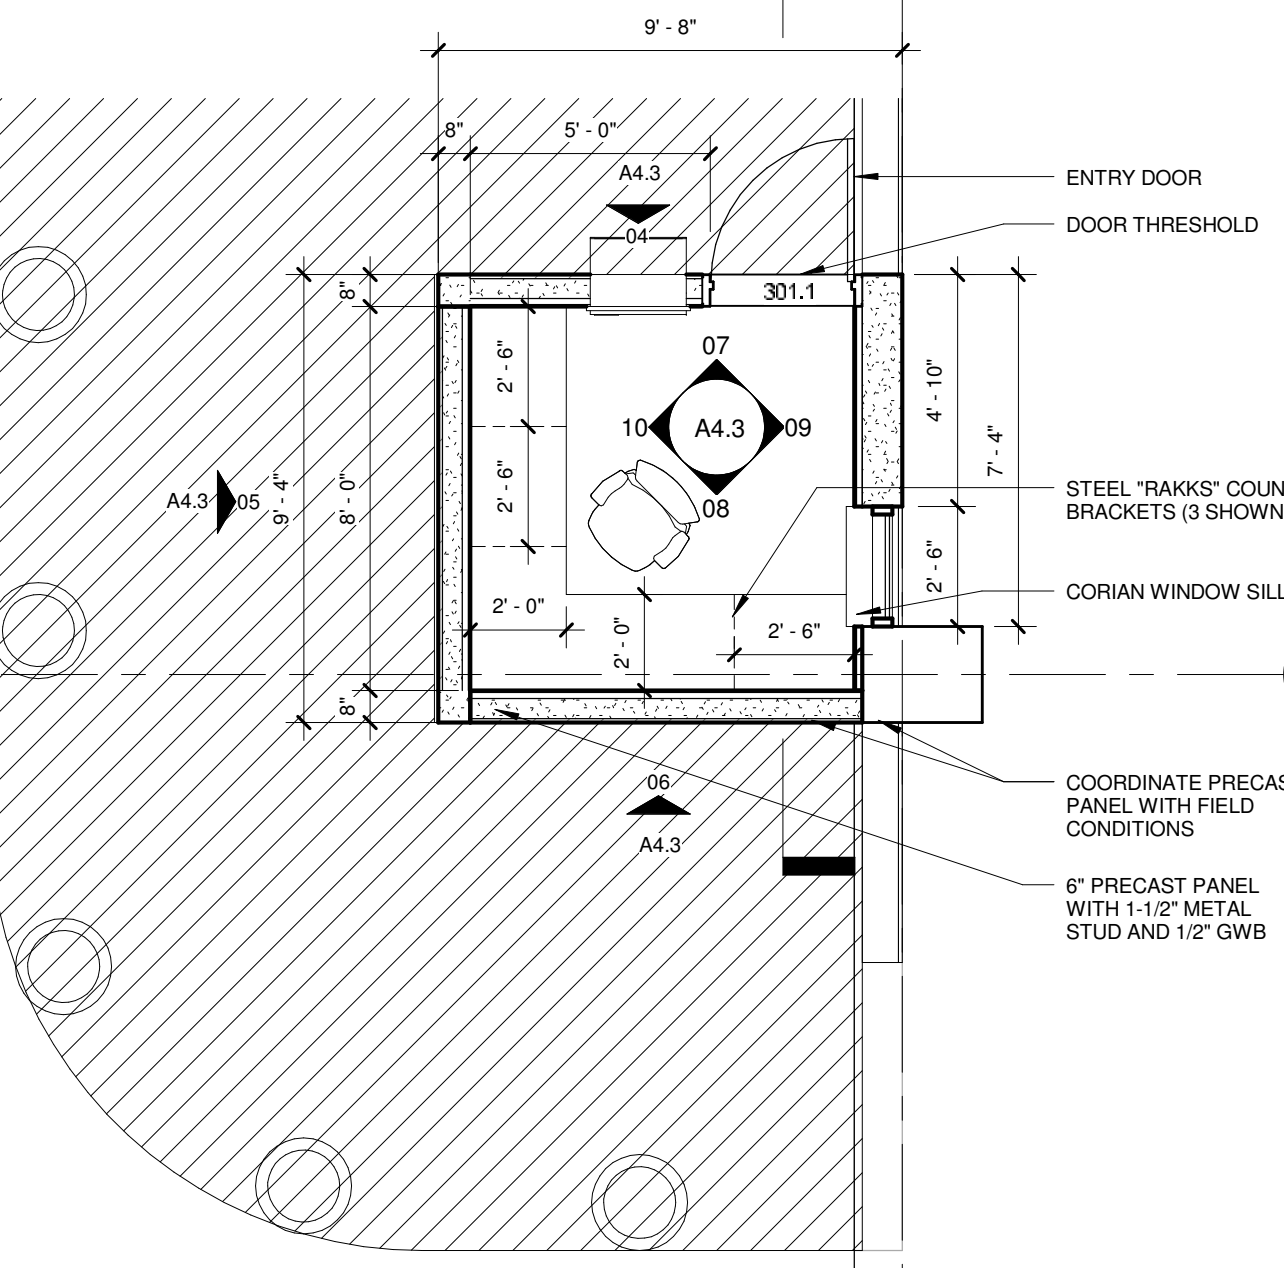 9' - 8"
8"
5' - 0"
A4.3
04
ENTRY DOOR
DOOR THRESHOLD
301.1
8"
2' - 6"
07
10
A4.3
09
08
4' - 10"
7' - 4"
A4.3
05
9' - 4"
8' - 0"
2' - 6"
STEEL "RAKKS" COUN
BRACKETS (3 SHOWN
2' - 6"
CORIAN WINDOW SILL
2' - 0"
2' - 0"
2' - 6"
8"
06
A4.3
COORDINATE PRECAS
PANEL WITH FIELD
CONDITIONS
6" PRECAST PANEL
WITH 1-1/2" METAL
STUD AND 1/2" GWB